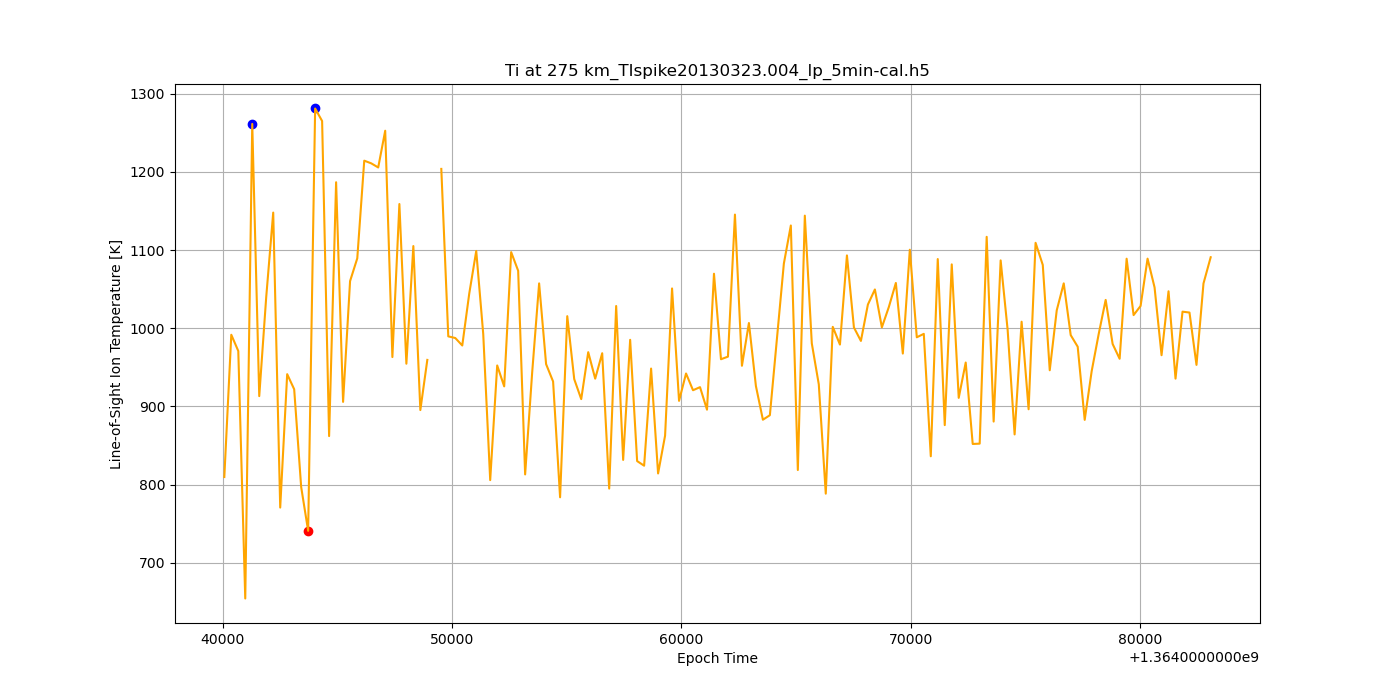 Ti at 275 km_TIspike20130323.004_lp_5min-cal.h5
1300
1200
1100
1000
900
800
700
Line-of-Sight Ion Temperature [K]
40000 50000 60000 70000 80000
Epoch Time
+1.3640000000e9